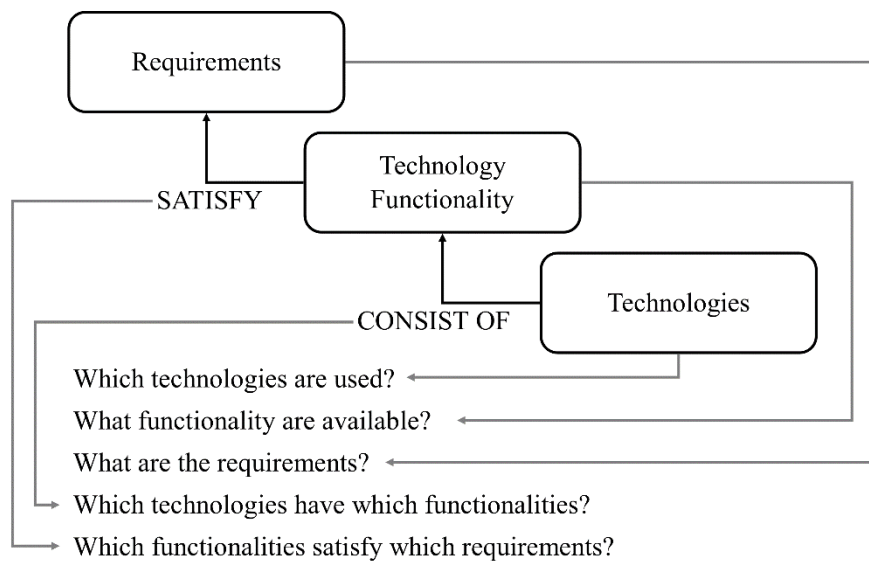 Requirements
Technology
Functionality
SATISFY
Technologies
CONSIST OF
Which technologies are used?
What functionality are available?
What are the requirements?
Which technologies have which functionalities?
Which functionalities satisfy which requirements?